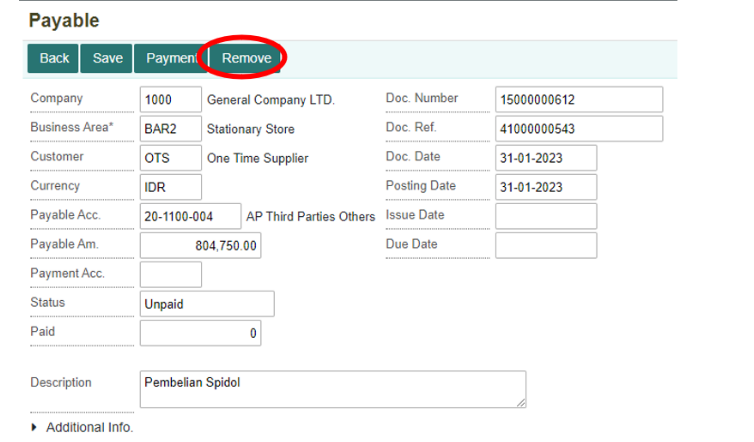 Payable
Back Save Payment Remove
Company 1000 General Company LTD. Doc. Number 15000000612
Business Area* BAR2 Stationary Store Doc. Ref. 41000000543
Customer OTS One Time Supplier Doc. Date 31-01-2023
Currency IDR Posting Date 31-01-2023
Payable Acc. 20-1100-004 AP Third Parties Others Issue Date
Payable Am. 804,750.00 Due Date
Payment Acc.
Status Unpaid
Paid 0
Description Pembelian Spidol
Additional Info.